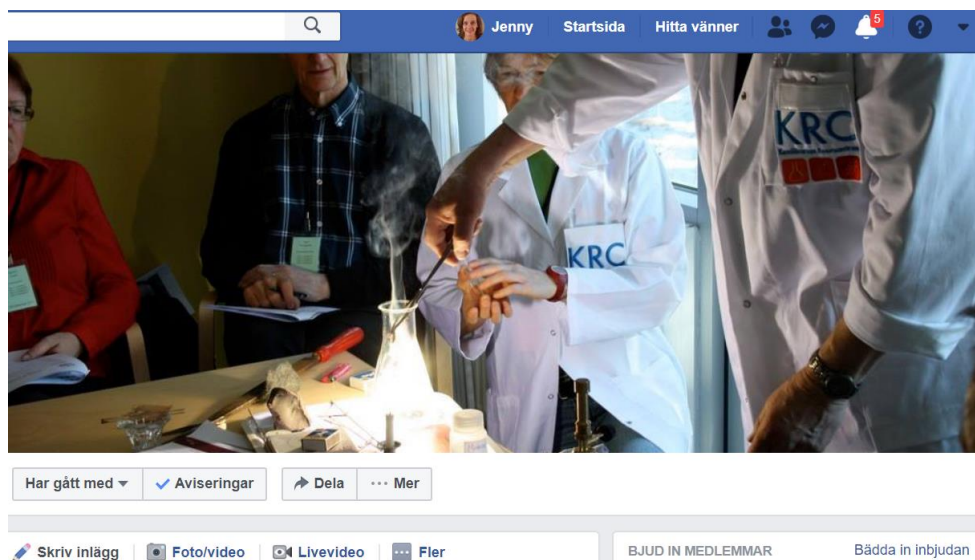 Jenny Startsida Hitta vänner 5 ?
KRC
KRC
Har gått med Aviseringar Dela Mer
Skriv inlägg Foto/video Livevideo Fler
BJUD IN MEDLEMMAR Bädda in inbjudan